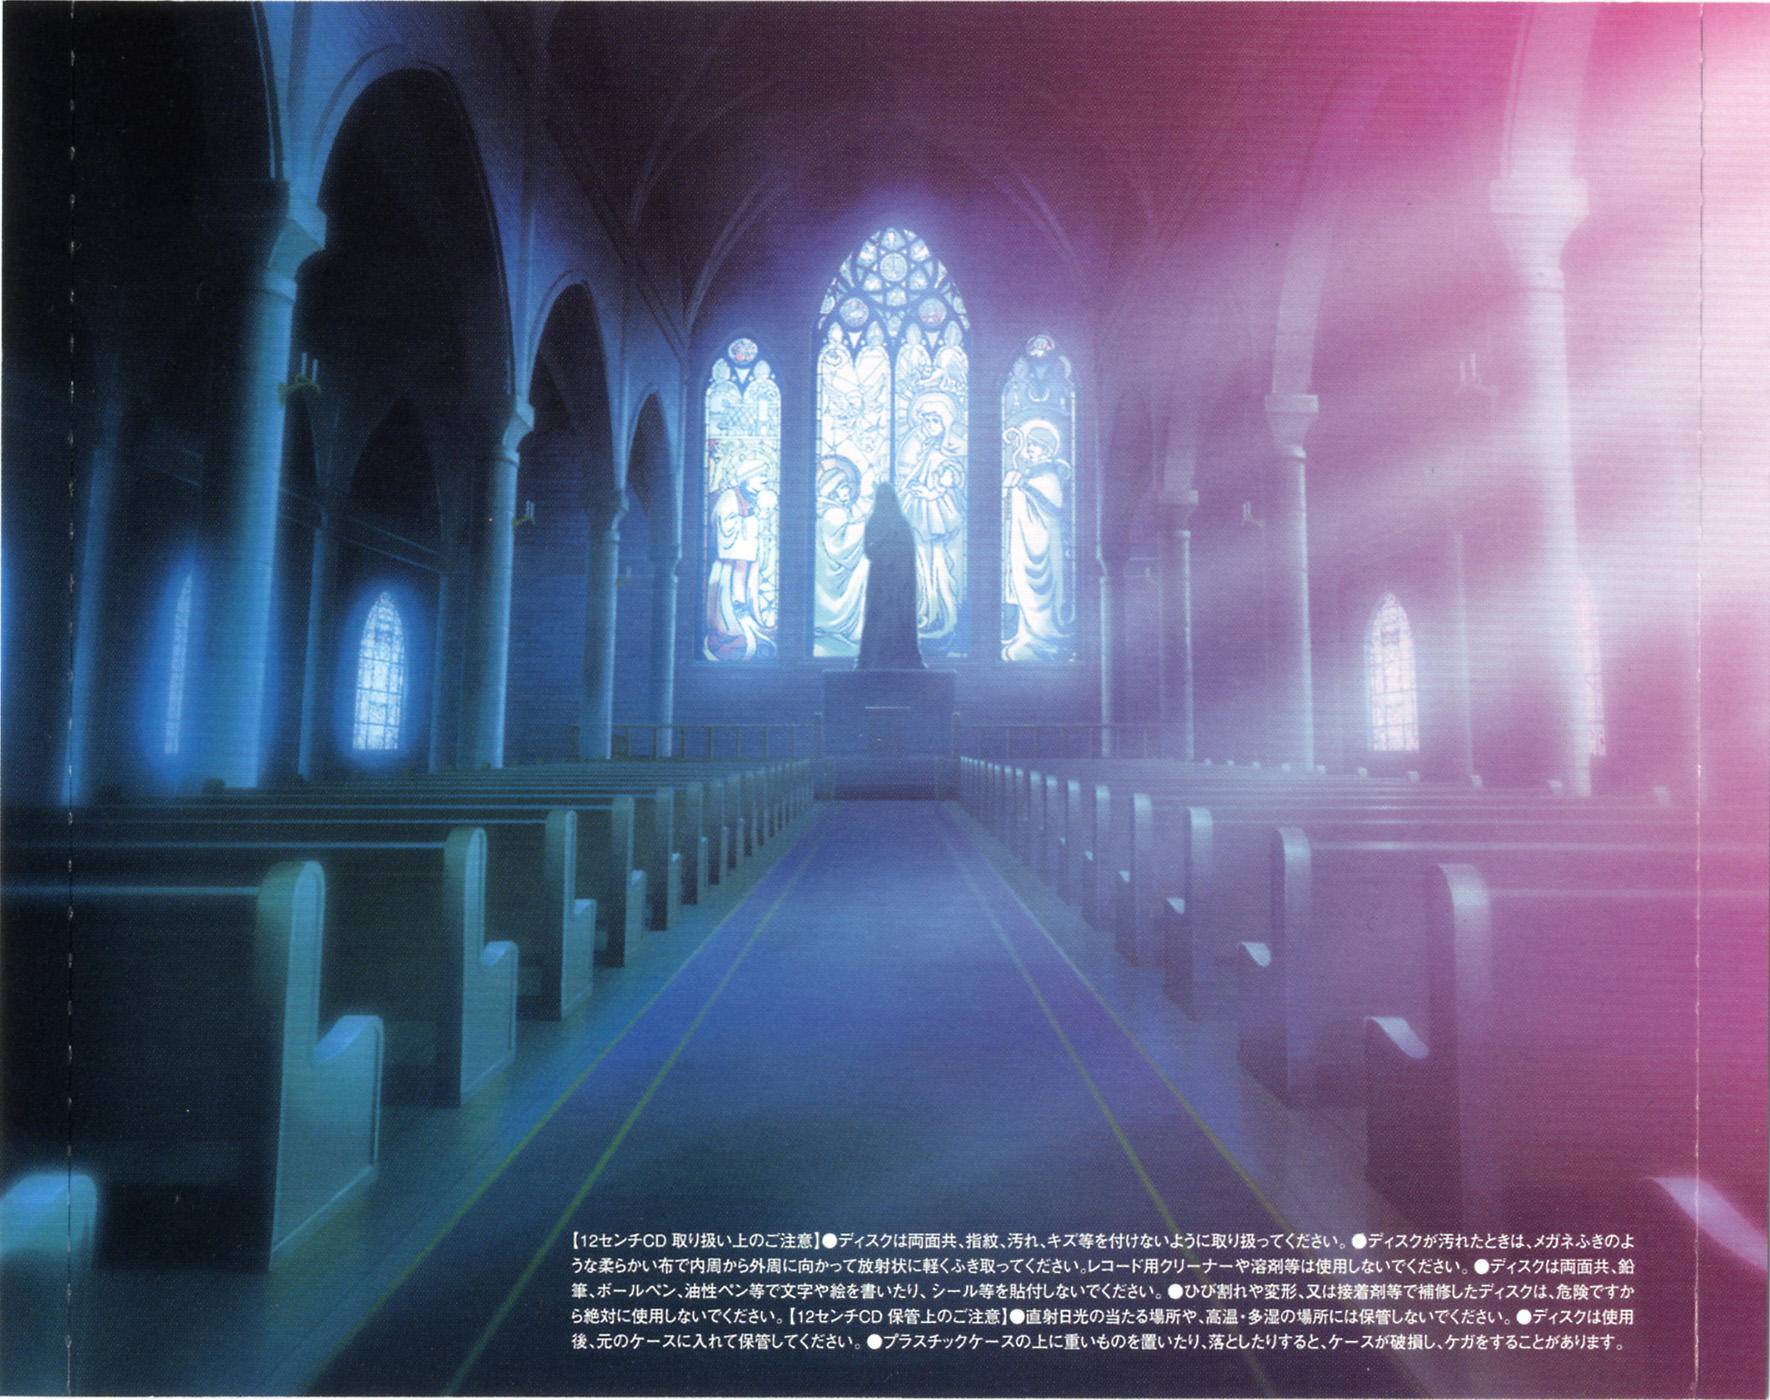 【12センチCD 取り扱い上のご注意】●ディスクは両面共、指紋、汚れ、キズ等を付けないように取り扱ってください。●ディスクが汚れたときは、メガネふきのよ
うな柔らかい布で内周から外周に向かって放射状に軽くふき取ってください。レコード用クリーナーや溶剤等は使用しないでください。●ディスクは両面共、鉛
筆、ボールペン、油性ペン等で文字や絵を書いたり、シール等を貼付しないでください。●ひび割れや変形、又は接着剤等で補修したディスクは、危険ですか
ら絶対に使用しないでください。【12センチCD 保管上のご注意】●直射日光の当たる場所や、高温・多湿の場所には保管しないでください。●ディスクは使用
後、元のケースに入れて保管してください。●プラスチックケースの上に重いものを置いたり、落としたりすると、ケースが破損し、ケガをすることがあります。